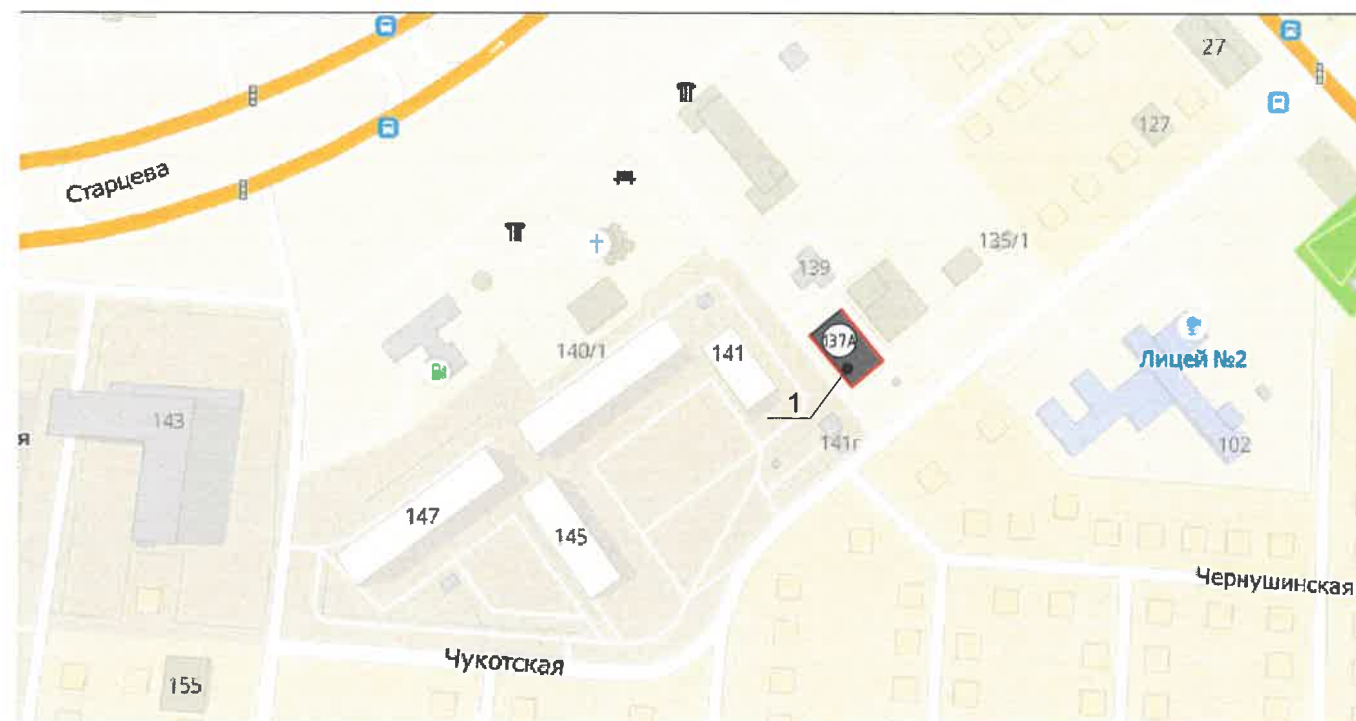 27
127
Старцева
135/1
139
137А
140/1
141
Лицей №2
1
143
я
141г
102
147
145
Чернушинская
Чукотская
155